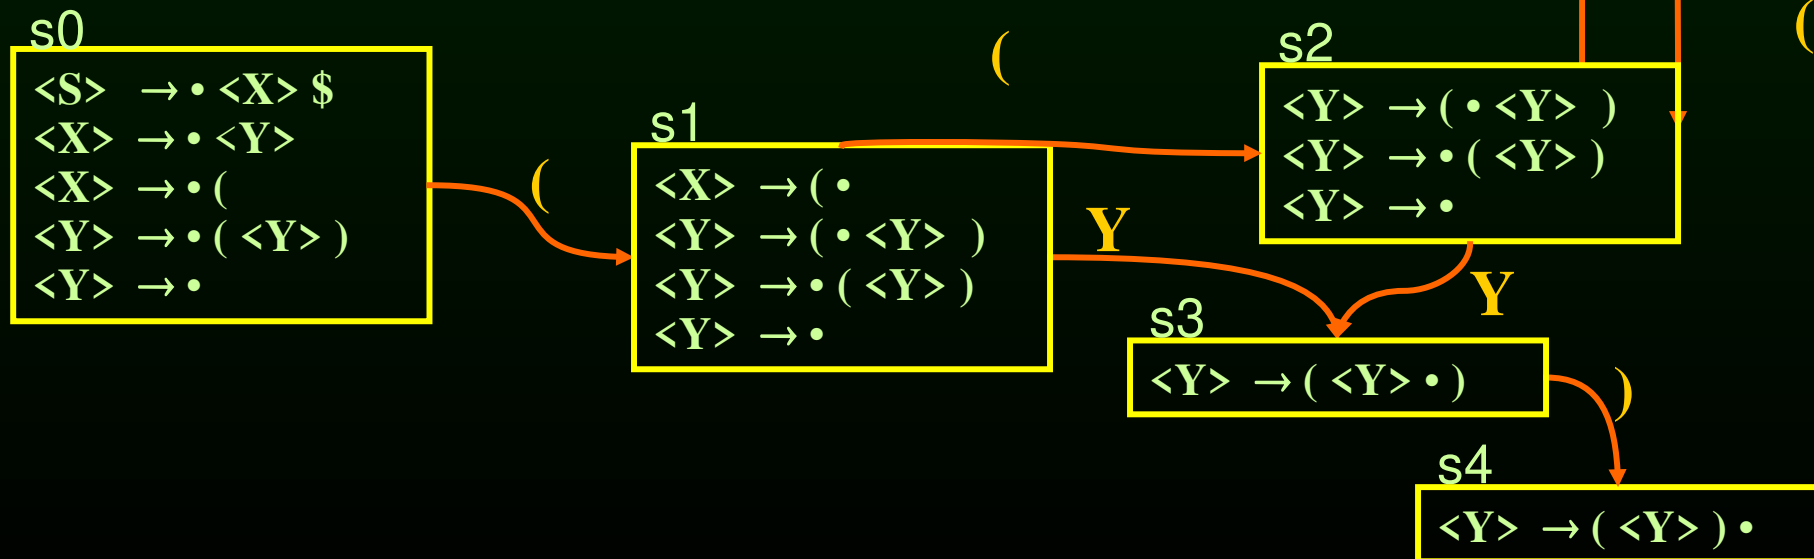 s0
<S> → • <X> $
<X> → • <Y>
<X> → • (
<Y> → • ( <Y> )
<Y> → •
(
s1
<X> → ( •
<Y> → ( • <Y> )
<Y> → • ( <Y> )
<Y> → •
(
Y
s2
<Y> → ( • <Y> )
<Y> → • ( <Y> )
<Y> → •
(
Y
s3
<Y> → ( <Y> • )
)
s4
<Y> → ( <Y> ) •